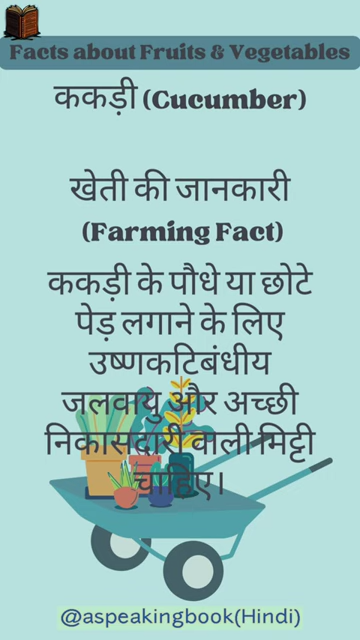 Facts about Fruits & Vegetables
ककड़ी (Cucumber)
खेती की जानकारी
(Farming Fact)
ककड़ी के पौधे या छोटे
पेड़ लगाने के लिए
उष्णकटिबंधीय
जलवायु और अच्छी
निकासदारी वाली मिट्टी
चाहिए।
@aspeakingbook(Hindi)